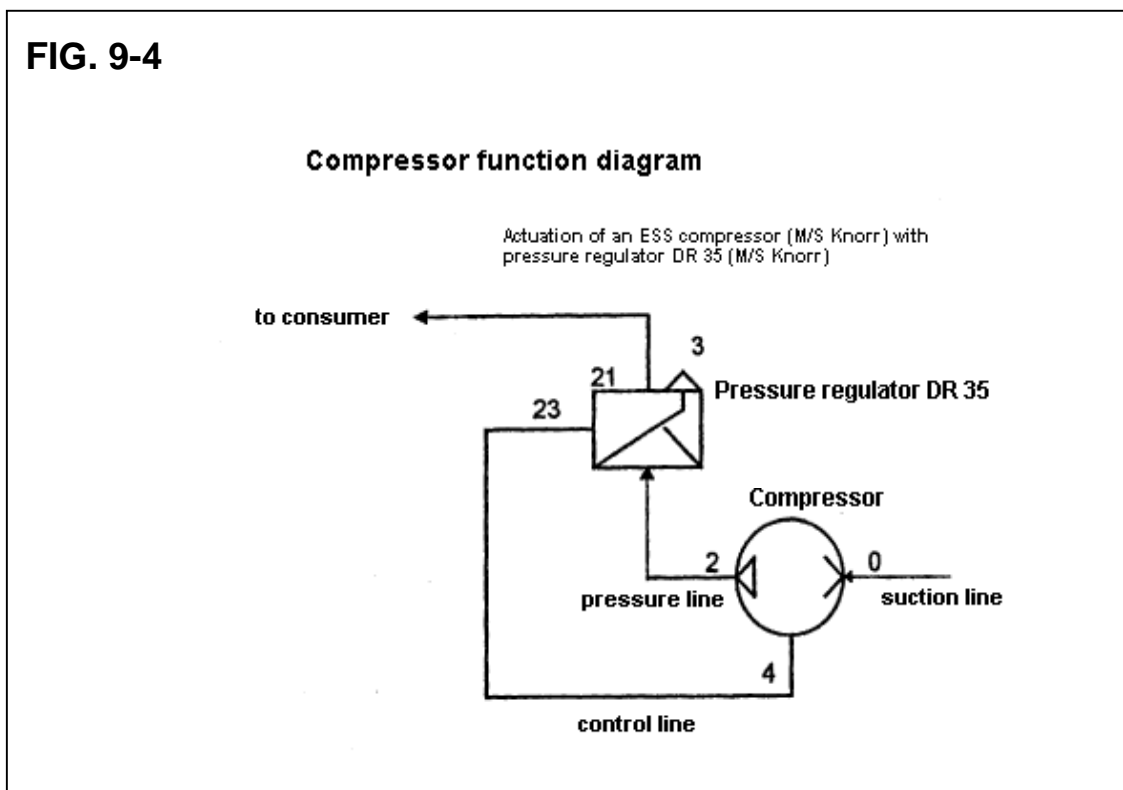 FIG. 9-4
Compressor function diagram
Actuation of an ESS compressor (M/S Knorr) with
pressure regulator DR 35 (M/S Knorr)
to consumer
3
21
Pressure regulator DR 35
23
Compressor
2
0
pressure line
suction line
4
control line